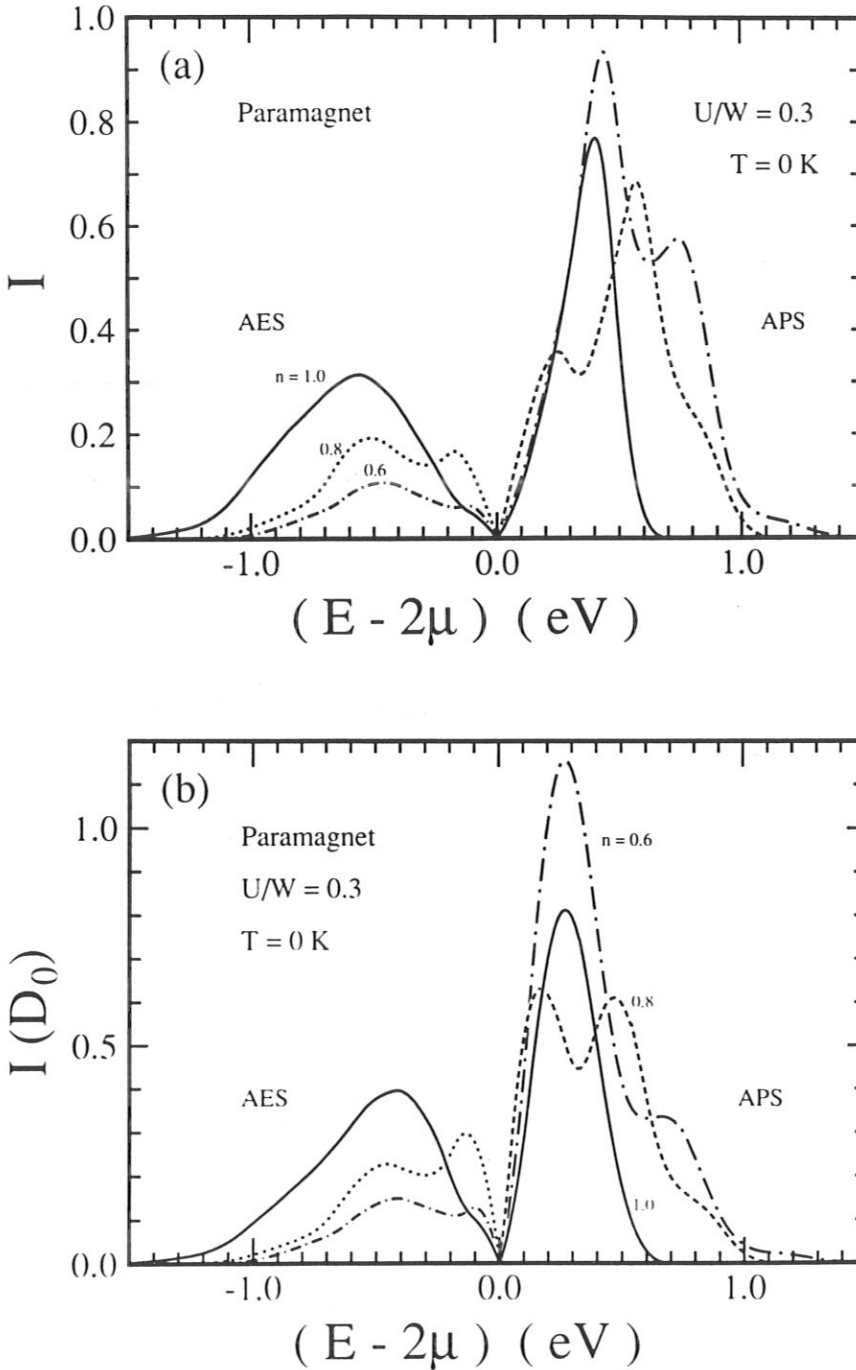 1.0
(a)
Paramagnet
U/W = 0.3
0.8
T = 0 K
0.6
I
0.4
AES
APS
n = 1.0
0.2
0.8
0.6
0.0
-1.0
0.0
1.0
( E - 2μ ) ( eV )
(b)
1.0
Paramagnet
n = 0.6
U/W = 0.3
T = 0 K
I (D₀)
0.8
0.5
AES
APS
1.0
0.0
-1.0
0.0
1.0
( E - 2μ ) ( eV )